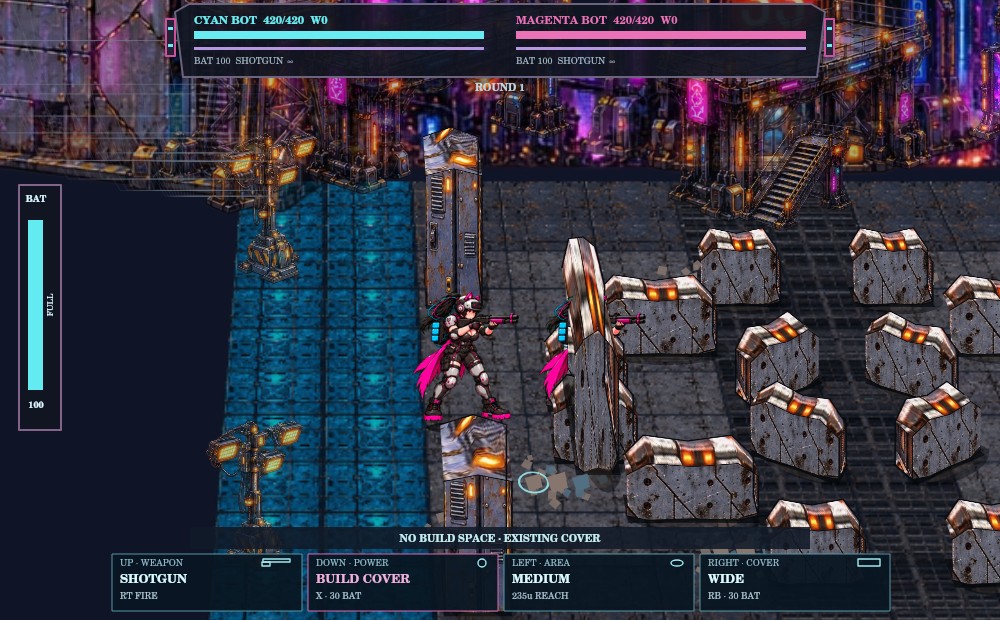 CYAN BOT 420/420 W0
MAGENTA BOT 420/420 W0
BAT 100 SHOTGUN ∞
BAT 100 SHOTGUN ∞
ROUND 1
BAT
FULL
100
NO BUILD SPACE · EXISTING COVER
UP · WEAPON
SHOTGUN
RT FIRE
DOWN · POWER
BUILD COVER
X · 30 BAT
LEFT · AREA
MEDIUM
235u REACH
RIGHT · COVER
WIDE
RB · 30 BAT